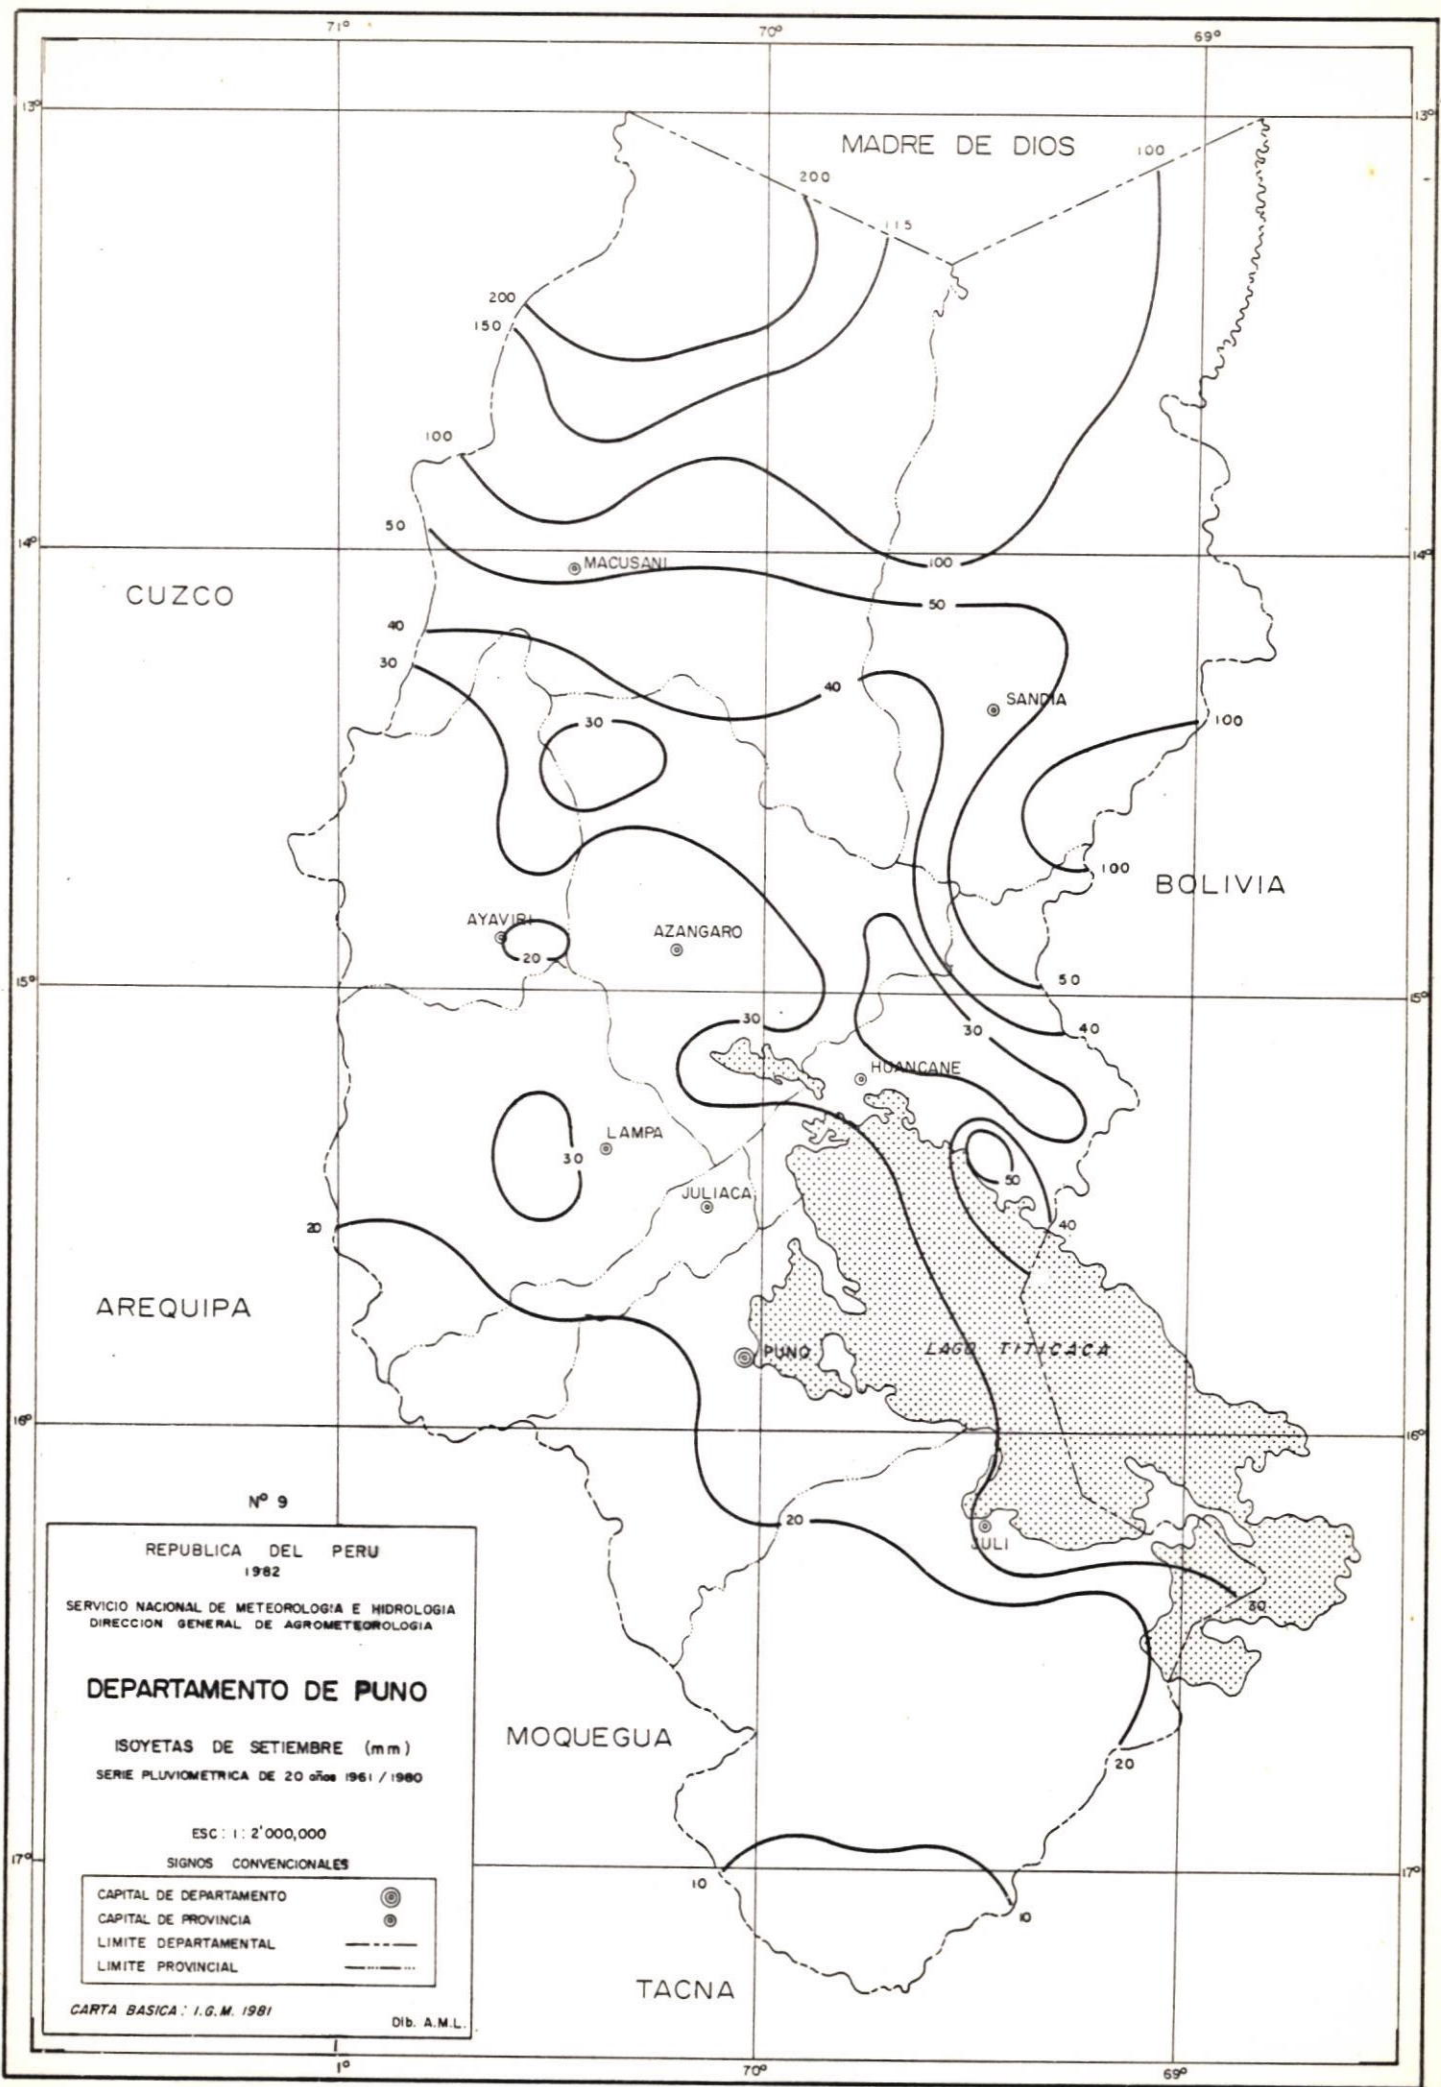 71°
70°
69°
13°
13°
MADRE DE DIOS
100
200
115
200
150
100
50
14°
14°
MACUSANI
100
CUZCO
50
40
30
40
SANDIA
30
100
100
BOLIVIA
AYAVIRI
AZANGARO
20
50
15°
15°
30
30
40
HUANCANE
LAMPA
30
50
JULIACA
20
40
AREQUIPA
PUNO
LAGO TITICACA
16°
16°
20
JULI
30
MOQUEGUA
20
17°
17°
10
10
TACNA
Nº 9
REPUBLICA DEL PERU
1982
SERVICIO NACIONAL DE METEOROLOGIA E HIDROLOGIA
DIRECCION GENERAL DE AGROMETEOROLOGIA
DEPARTAMENTO DE PUNO
ISOYETAS DE SETIEMBRE (mm)
SERIE PLUVIOMETRICA DE 20 años 1961 / 1980
ESC: 1: 2'000,000
SIGNOS CONVENCIONALES
CAPITAL DE DEPARTAMENTO
CAPITAL DE PROVINCIA
LIMITE DEPARTAMENTAL
LIMITE PROVINCIAL
CARTA BASICA: I.G.M. 1981
Dib. A.M.L.
1°
70°
69°